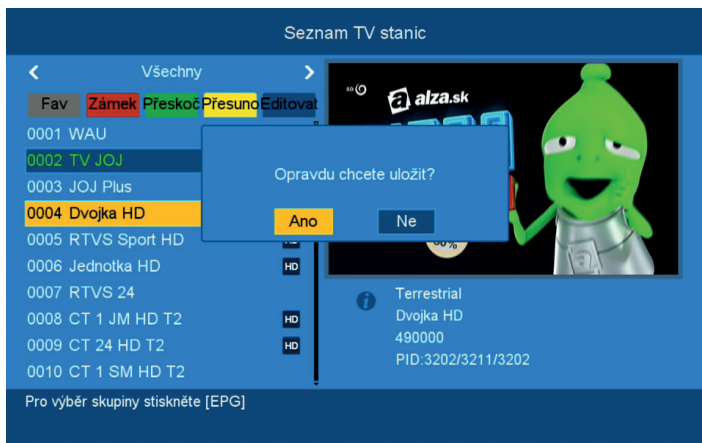 Seznam TV stanic
Všechny
Fav Zámek Přeskoč Přesuno Editovat
0001 WAU
0002 TV JOJ
0003 JOJ Plus
0004 Dvojka HD
0005 RTVS Sport HD
0006 Jednotka HD HD
0007 RTVS 24
0008 CT 1 JM HD T2 HD
0009 CT 24 HD T2 HD
0010 CT 1 SM HD T2
Opravdu chcete uložit?
Ano Ne
alza.sk
Terrestrial
Dvojka HD
490000
PID:3202/3211/3202
Pro výběr skupiny stiskněte [EPG]